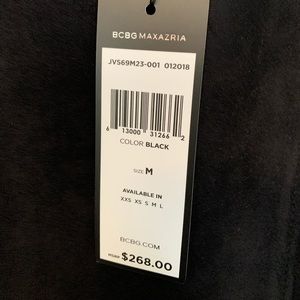 BCBGMAXAZRIA
JVS69M23-001 012018
6 13000 31266 2
COLOR BLACK
SIZE M
AVAILABLE IN
XXS XS S M L
BCBG.COM
MSRP $268.00